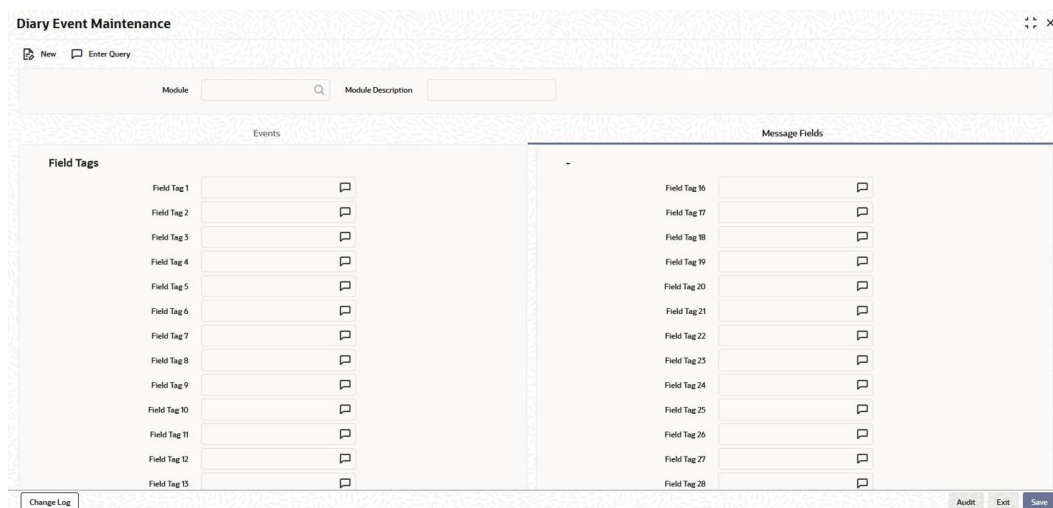 Diary Event Maintenance
New Enter Query
Module Module Description
Events Message Fields
Field Tags -
Field Tag 1 Field Tag 16
Field Tag 2 Field Tag 17
Field Tag 3 Field Tag 18
Field Tag 4 Field Tag 19
Field Tag 5 Field Tag 20
Field Tag 6 Field Tag 21
Field Tag 7 Field Tag 22
Field Tag 8 Field Tag 23
Field Tag 9 Field Tag 24
Field Tag 10 Field Tag 25
Field Tag 11 Field Tag 26
Field Tag 12 Field Tag 27
Field Tag 13 Field Tag 28
Change Log Audit Exit Save